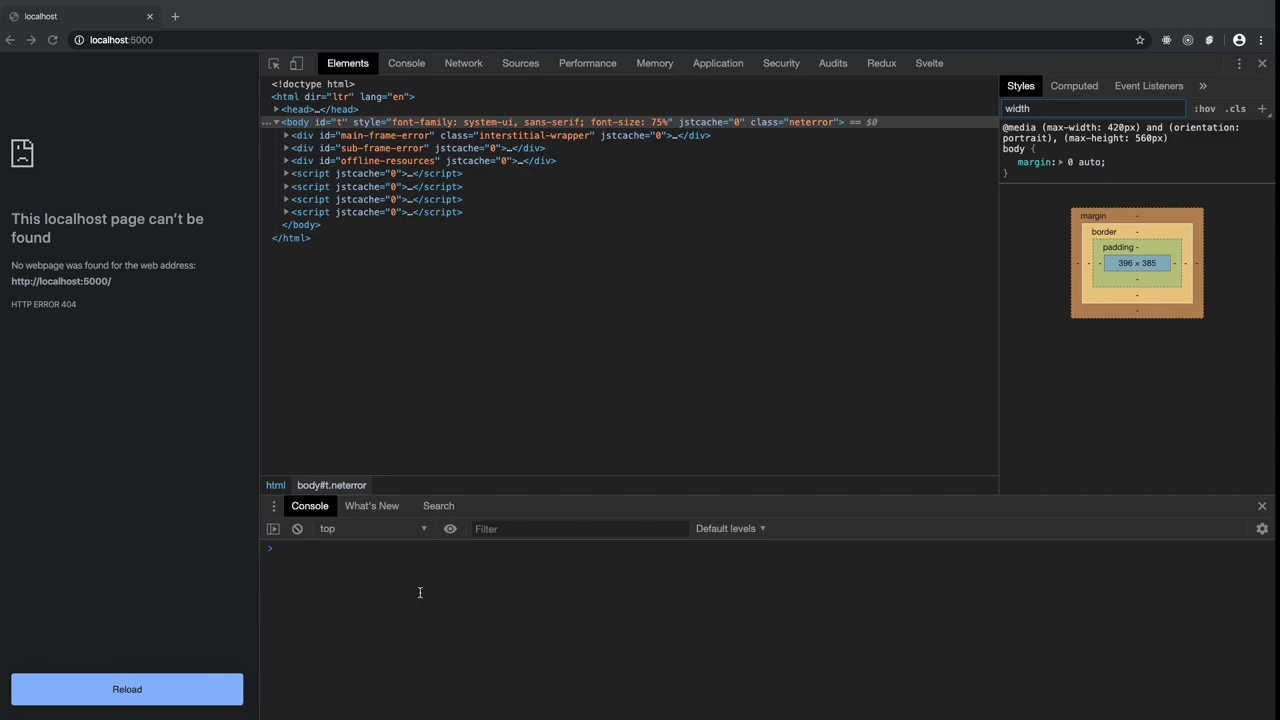 localhost
localhost:5000
This localhost page can't be
found
No webpage was found for the web address:
http://localhost:5000/
HTTP ERROR 404
Reload
Elements Console Network Sources Performance Memory Application Security Audits Redux Svelte
<!doctype html>
<html dir="ltr" lang="en">
<head>…</head>
<body id="t" style="font-family: system-ui, sans-serif; font-size: 75%" jstcache="0" class="neterror"> == $0
<div id="main-frame-error" class="interstitial-wrapper" jstcache="0">…</div>
<div id="sub-frame-error" jstcache="0">…</div>
<div id="offline-resources" jstcache="0">…</div>
<script jstcache="0">…</script>
<script jstcache="0">…</script>
<script jstcache="0">…</script>
<script jstcache="0">…</script>
</body>
</html>
html body#t.neterror
Styles Computed Event Listeners
width :hov .cls
@media (max-width: 420px) and (orientation:
portrait), (max-height: 560px)
body {
margin: 0 auto;
}
margin -
border -
padding -
- - - 396 × 385 - - -
-
-
-
Console What's New Search
top Filter Default levels